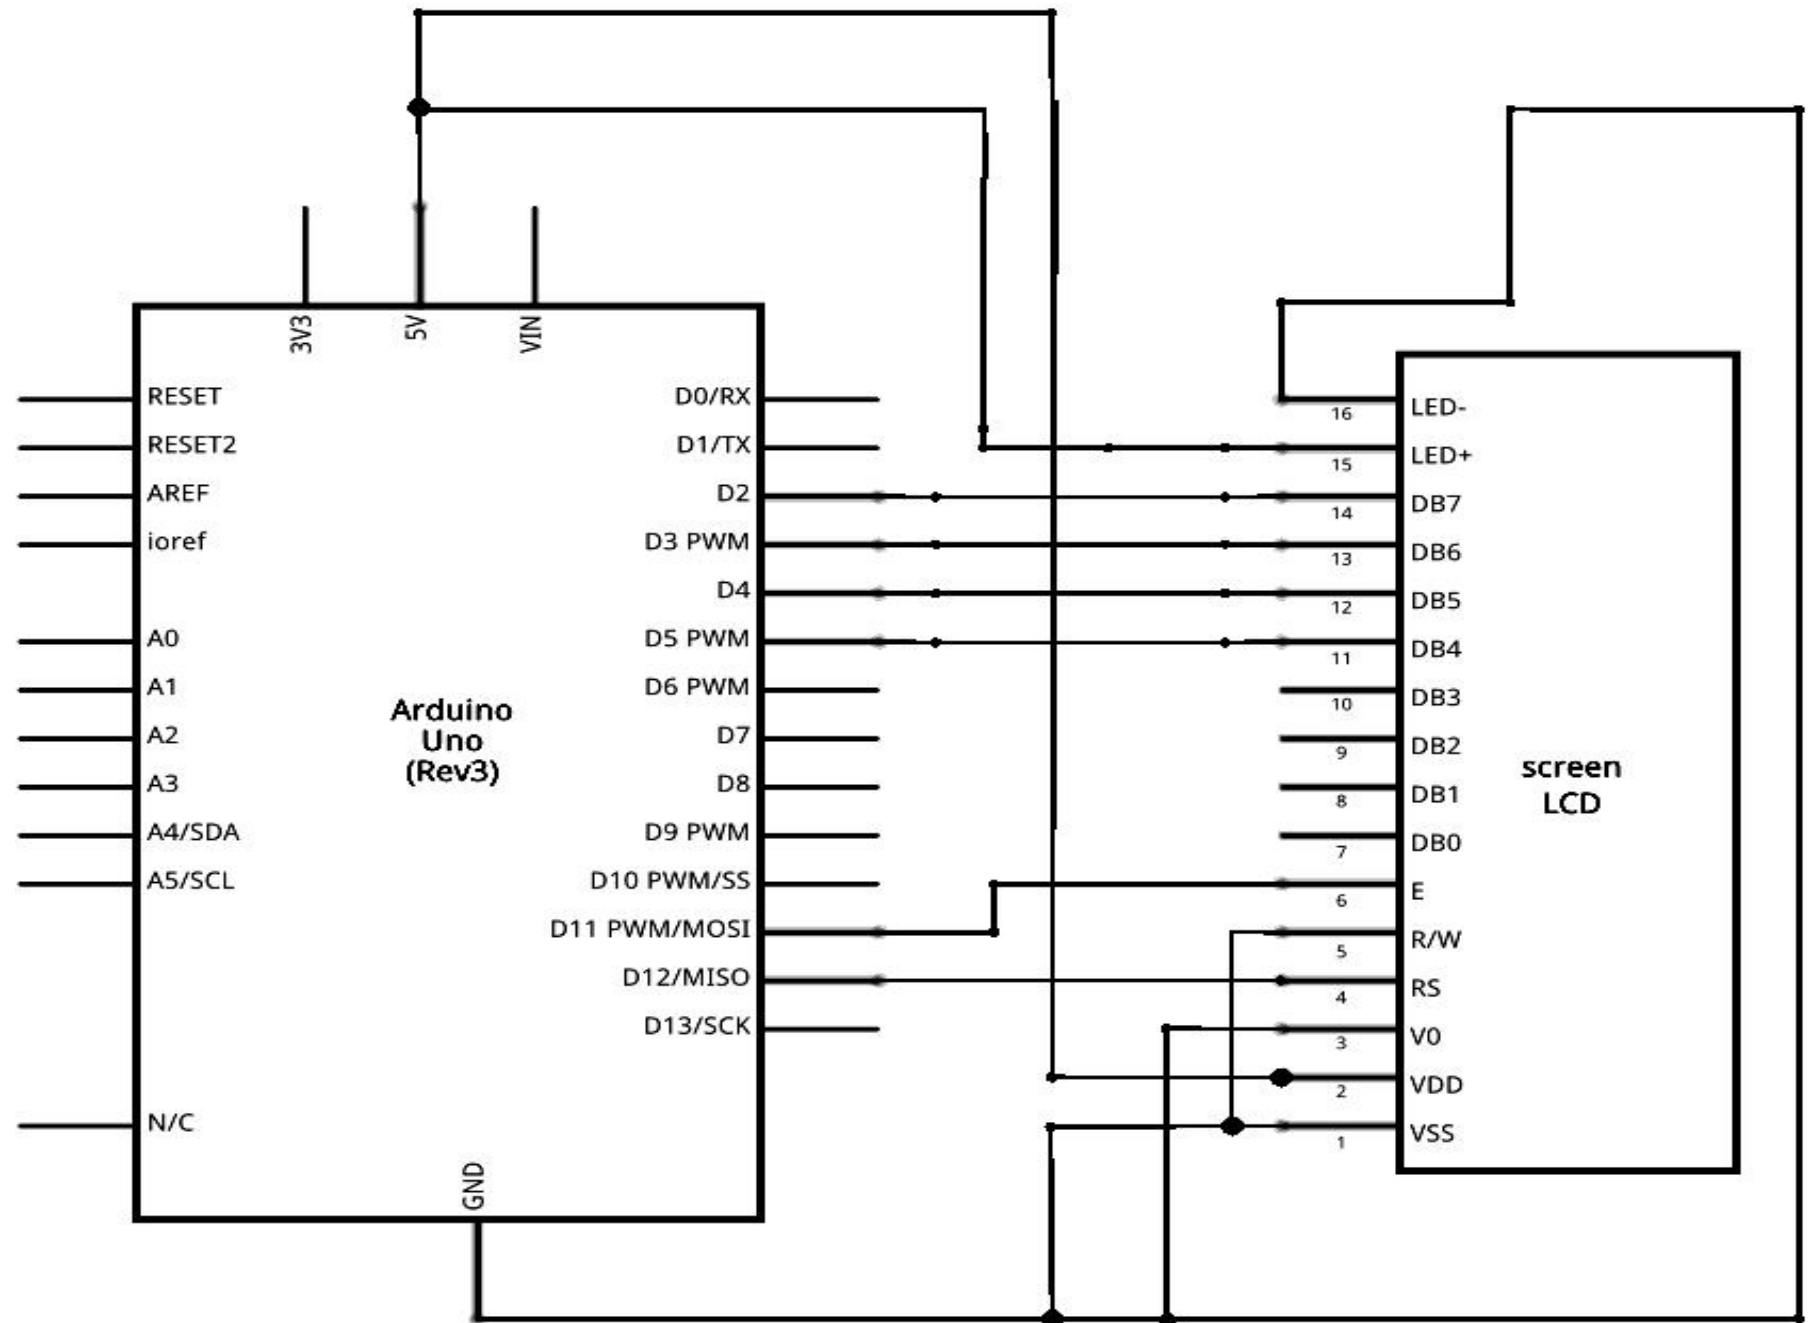 3V3
5V
VIN
RESET
RESET2
AREF
ioref
A0
A1
A2
A3
A4/SDA
A5/SCL
N/C
Arduino
Uno
(Rev3)
D0/RX
D1/TX
D2
D3 PWM
D4
D5 PWM
D6 PWM
D7
D8
D9 PWM
D10 PWM/SS
D11 PWM/MOSI
D12/MISO
D13/SCK
GND
16 LED-
15 LED+
14 DB7
13 DB6
12 DB5
11 DB4
10 DB3
9 DB2
8 DB1
7 DB0
6 E
5 R/W
4 RS
3 V0
2 VDD
1 VSS
screen
LCD